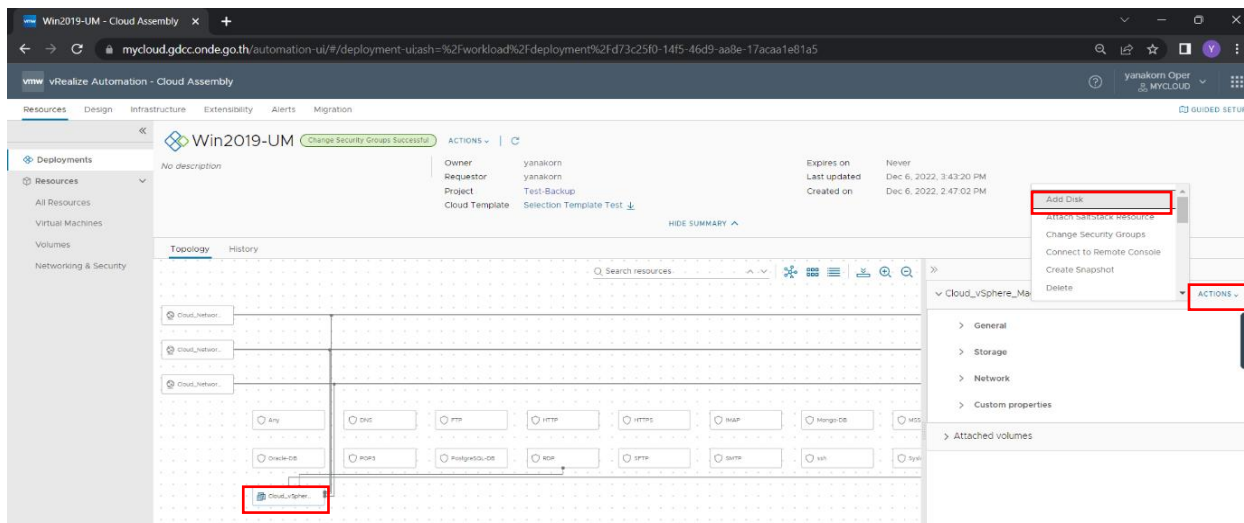 vmw Win2019-UM - Cloud Assembly
mycloud.gdcc.onde.go.th/automation-ui/#/deployment-ui;ash=%2Fworkload%2Fdeployment%2Fd73c25f0-14f5-46d9-aa8e-17acaa1e81a5
Y
vmw vRealize Automation - Cloud Assembly
yanakorn Oper
MYCLOUD
Resources Design Infrastructure Extensibility Alerts Migration
GUIDED SETUP
Win2019-UM Change Security Groups Successful ACTIONS
No description
Deployments
Resources
All Resources
Virtual Machines
Volumes
Networking & Security
Owner yanakorn
Requestor yanakorn
Project Test-Backup
Cloud Template Selection Template Test
Expires on Never
Last updated Dec 6, 2022, 3:43:20 PM
Created on Dec 6, 2022, 2:47:02 PM
HIDE SUMMARY
Add Disk
Attach SaltStack Resource
Change Security Groups
Connect to Remote Console
Create Snapshot
Delete
Topology History
Search resources
Cloud_vSphere_Ma
ACTIONS
General
Storage
Network
Custom properties
Attached volumes
Cloud_Networ...
Cloud_Networ...
Cloud_Networ...
Any DNS FTP HTTP HTTPS IMAP Mongo-DB MSS
Oracle-DB POP3 PostgreSQL-DB RDP SFTP SMTP ssh Sysl
Cloud_vSpher...